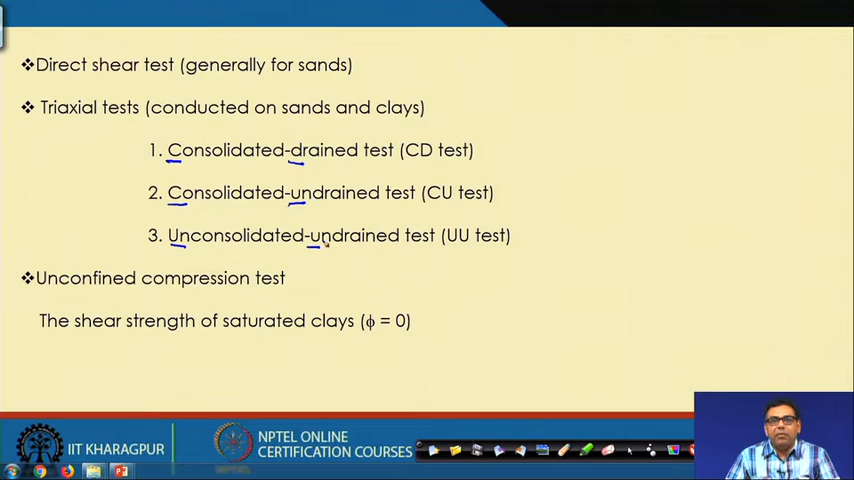 ❖Direct shear test (generally for sands)
❖ Triaxial tests (conducted on sands and clays)
1. Consolidated-drained test (CD test)
2. Consolidated-undrained test (CU test)
3. Unconsolidated-undrained test (UU test)
❖Unconfined compression test
The shear strength of saturated clays (ϕ = 0)
IIT KHARAGPUR
NPTEL ONLINE
CERTIFICATION COURSES